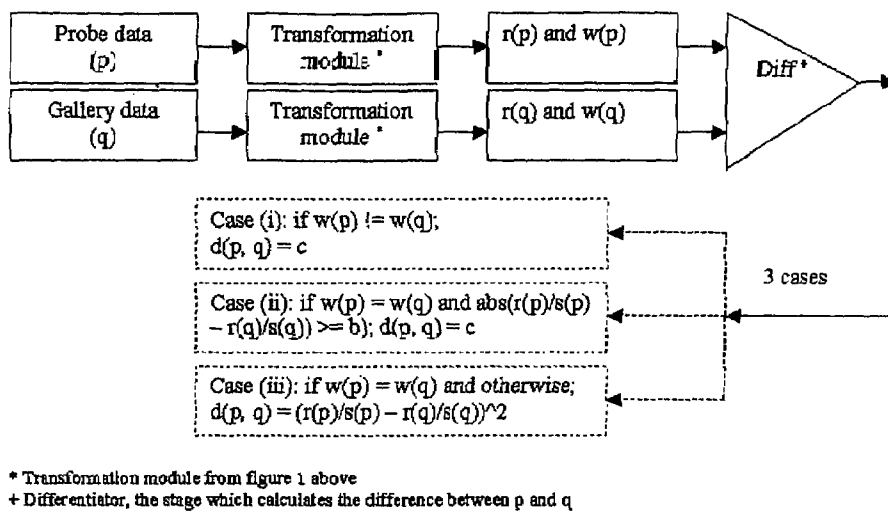 Probe data
(p)
Transformation
module *
r(p) and w(p)
Diff +
Gallery data
(q)
Transformation
module *
r(q) and w(q)
Case (i): if w(p) != w(q);
d(p, q) = c
3 cases
Case (ii): if w(p) = w(q) and abs(r(p)/s(p)
– r(q)/s(q)) >= b); d(p, q) = c
Case (iii): if w(p) = w(q) and otherwise;
d(p, q) = (r(p)/s(p) – r(q)/s(q))^2
* Transformation module from figure 1 above
+ Differentiator, the stage which calculates the difference between p and q